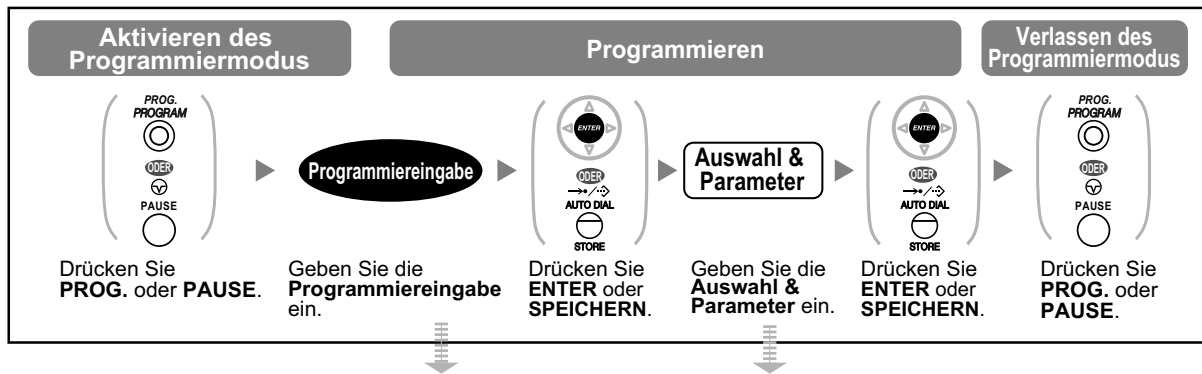 Aktivieren des
Programmiermodus
Programmieren
Verlassen des
Programmiermodus
PROG.
PROGRAM
ODER
PAUSE
Programmiereingabe
ENTER
ODER
AUTO DIAL
STORE
Auswahl &
Parameter
ENTER
ODER
AUTO DIAL
STORE
PROG.
PROGRAM
ODER
PAUSE
Drücken Sie
PROG. oder PAUSE.
Geben Sie die
Programmiereingabe
ein.
Drücken Sie
ENTER oder
SPEICHERN.
Geben Sie die
Auswahl &
Parameter ein.
Drücken Sie
ENTER oder
SPEICHERN.
Drücken Sie
PROG. oder
PAUSE.